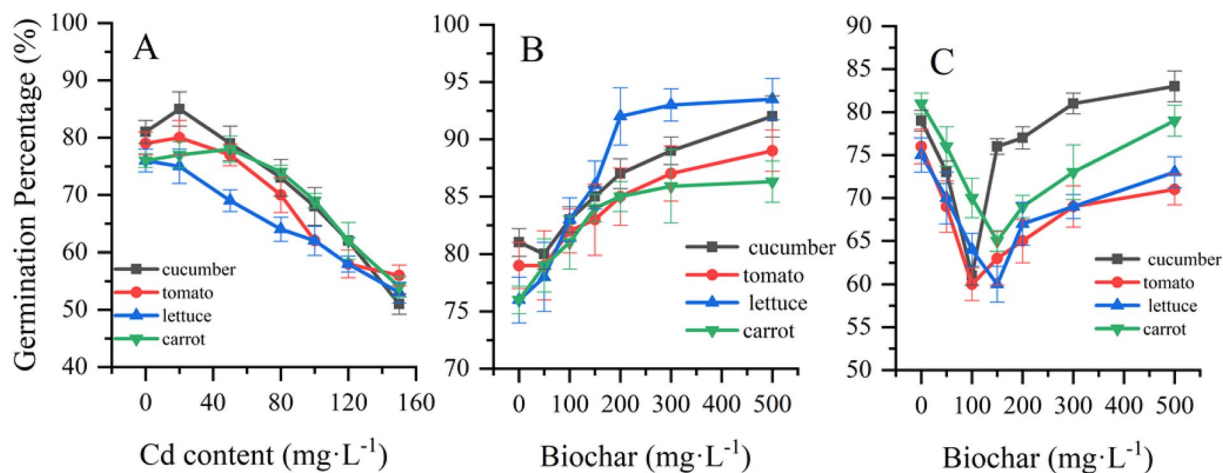 Germination Percentage (%)
A
100
90
80
70
60
50
40
cucumber
tomato
lettuce
carrot
0 40 80 120 160
Cd content (mg·L-1)
B
100
95
90
85
80
75
70
cucumber
tomato
lettuce
carrot
0 100 200 300 400 500
Biochar (mg·L-1)
C
90
85
80
75
70
65
60
55
50
cucumber
tomato
lettuce
carrot
0 100 200 300 400 500
Biochar (mg·L-1)